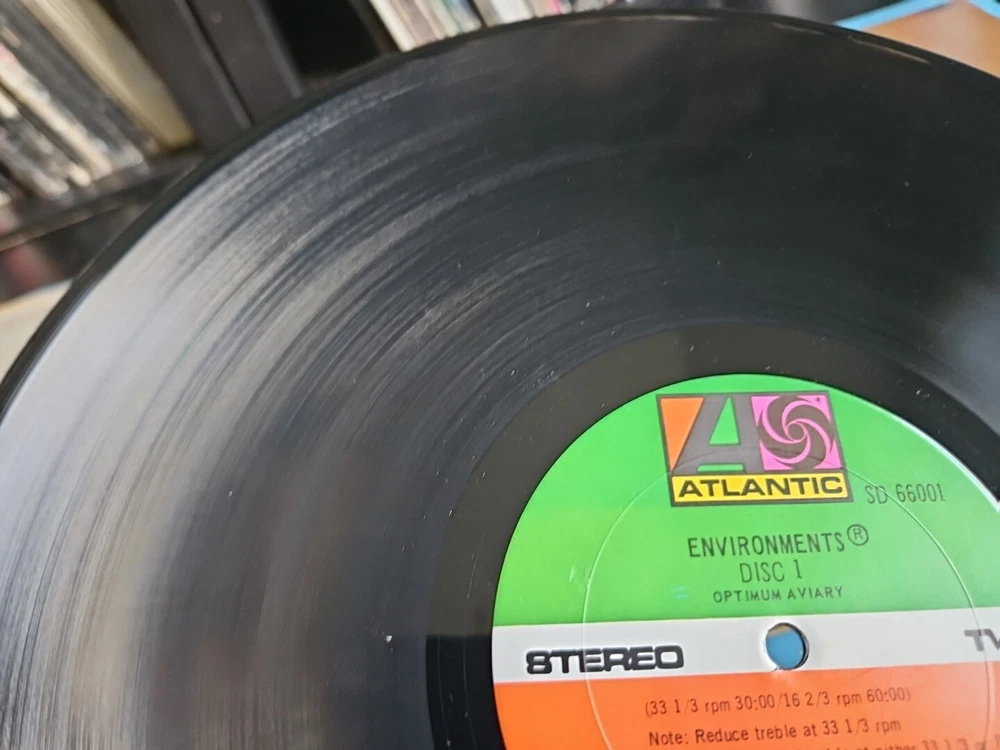 ATLANTIC
SD 66001
ENVIRONMENTS®
DISC 1
OPTIMUM AVIARY
STEREO
(33 1/3 rpm 30:00/16 2/3 rpm 60:00)
Note: Reduce treble at 33 1/3 rpm